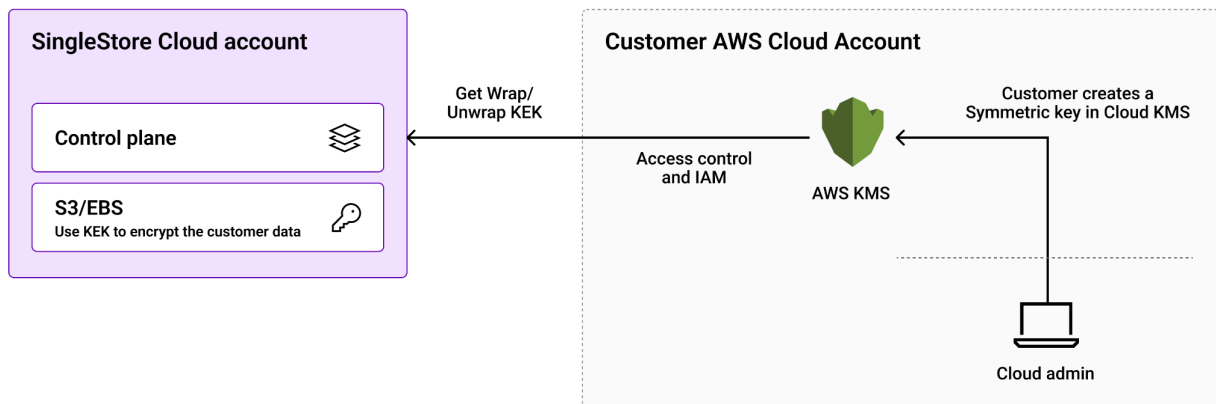 SingleStore Cloud account
Control plane
S3/EBS
Use KEK to encrypt the customer data
Get Wrap/
Unwrap KEK
Customer AWS Cloud Account
Access control
and IAM
AWS KMS
Customer creates a
Symmetric key in Cloud KMS
Cloud admin